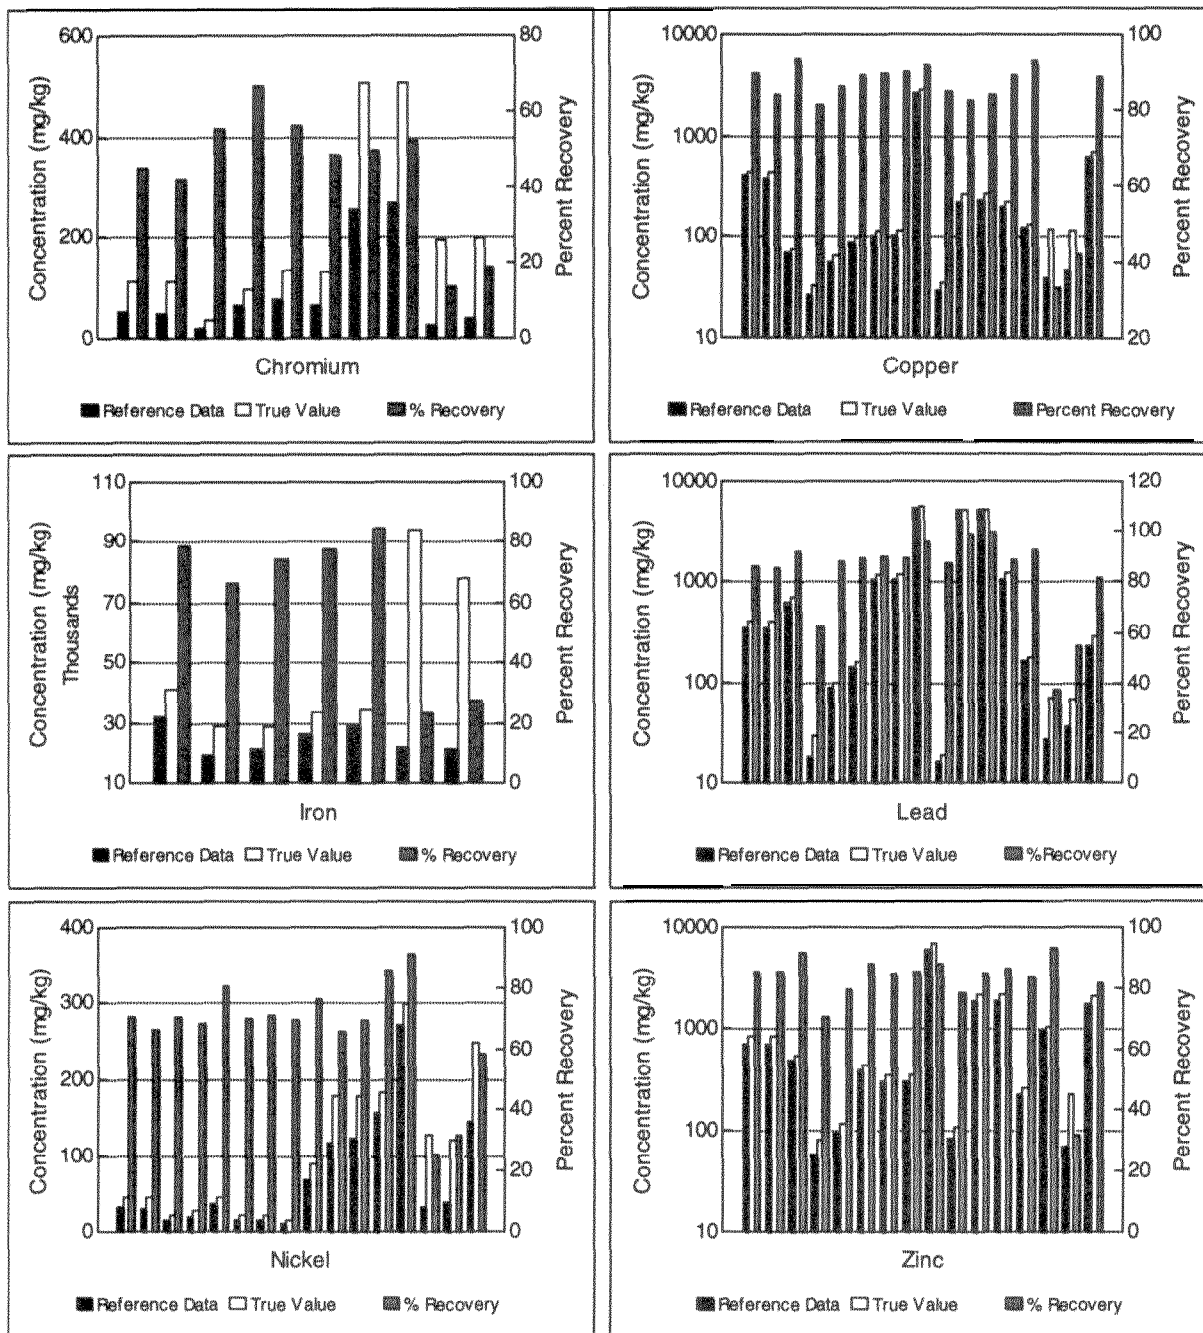 Concentration (mg/kg)
600
400
200
0
80
60
40
20
0
Percent Recovery
Chromium
Reference Data True Value % Recovery
Concentration (mg/kg)
10000
1000
100
10
100
80
60
40
20
Percent Recovery
Copper
Reference Data True Value Percent Recovery
Concentration (mg/kg)
Thousands
110
90
70
50
30
10
100
80
60
40
20
0
Percent Recovery
Iron
Reference Data True Value % Recovery
Concentration (mg/kg)
10000
1000
100
10
120
100
80
60
40
20
0
Percent Recovery
Lead
Reference Data True Value %Recovery
Concentration (mg/kg)
400
300
200
100
0
100
80
60
40
20
0
Percent Recovery
Nickel
Reference Data True Value % Recovery
Concentration (mg/kg)
10000
1000
100
10
100
80
60
40
20
0
Percent Recovery
Zinc
Reference Data True Value % Recovery